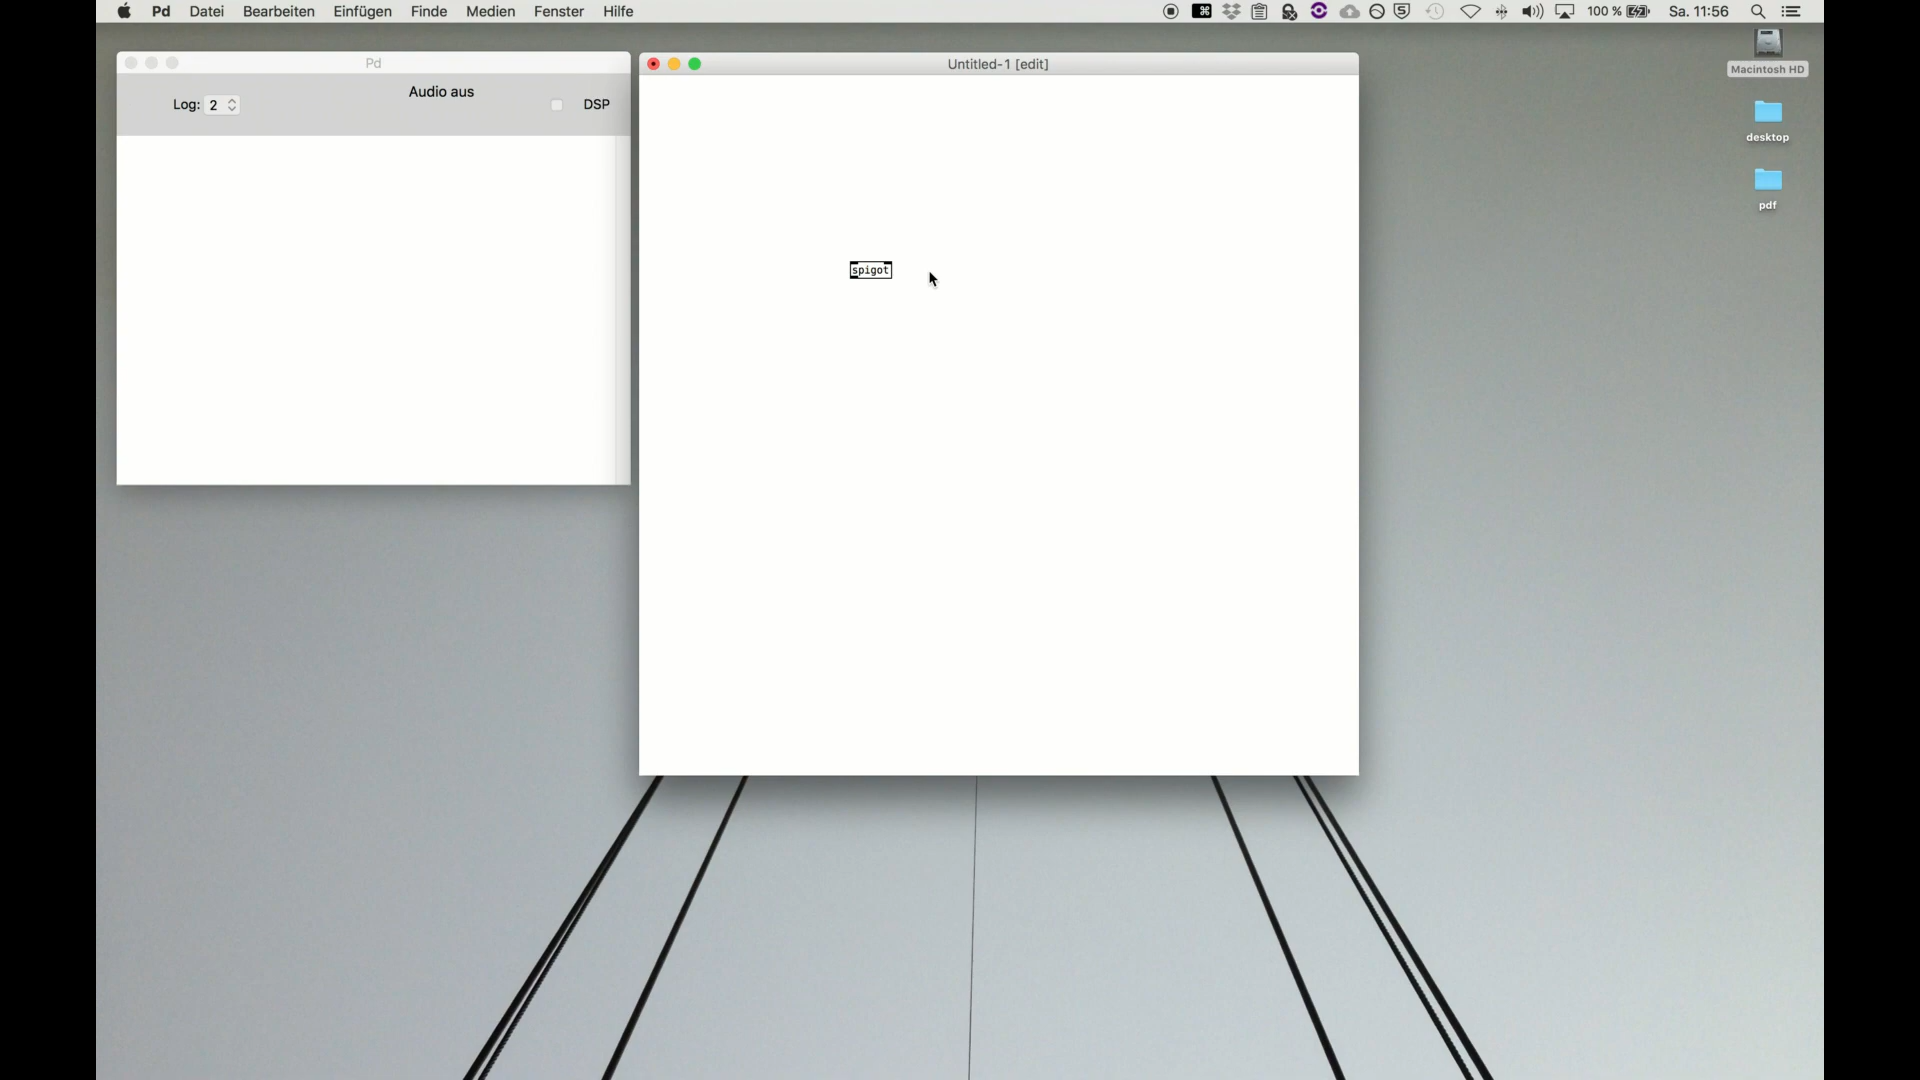 Pd Datei Bearbeiten Einfügen Finde Medien Fenster Hilfe
100 % Sa. 11:56
Macintosh HD
desktop
pdf
Pd
Audio aus
Log: 2
DSP
Untitled-1 [edit]
spigot